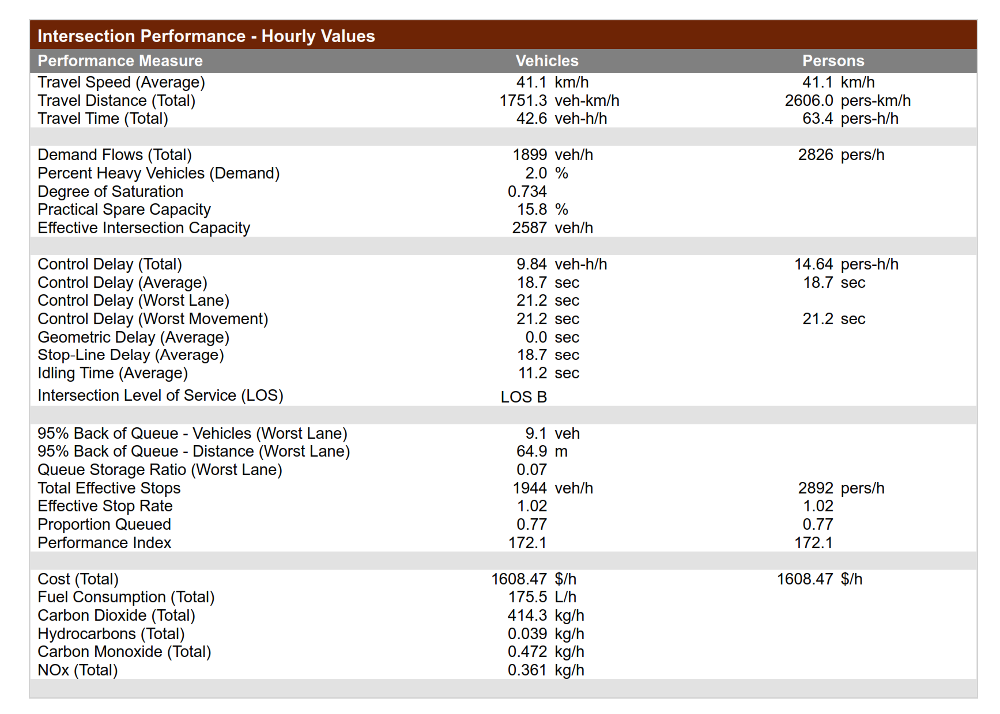 Intersection Performance - Hourly Values
Performance Measure Vehicles Persons
Travel Speed (Average) 41.1 km/h 41.1 km/h
Travel Distance (Total) 1751.3 veh-km/h 2606.0 pers-km/h
Travel Time (Total) 42.6 veh-h/h 63.4 pers-h/h
Demand Flows (Total) 1899 veh/h 2826 pers/h
Percent Heavy Vehicles (Demand) 2.0 %
Degree of Saturation 0.734
Practical Spare Capacity 15.8 %
Effective Intersection Capacity 2587 veh/h
Control Delay (Total) 9.84 veh-h/h 14.64 pers-h/h
Control Delay (Average) 18.7 sec 18.7 sec
Control Delay (Worst Lane) 21.2 sec
Control Delay (Worst Movement) 21.2 sec 21.2 sec
Geometric Delay (Average) 0.0 sec
Stop-Line Delay (Average) 18.7 sec
Idling Time (Average) 11.2 sec
Intersection Level of Service (LOS) LOS B
95% Back of Queue - Vehicles (Worst Lane) 9.1 veh
95% Back of Queue - Distance (Worst Lane) 64.9 m
Queue Storage Ratio (Worst Lane) 0.07
Total Effective Stops 1944 veh/h 2892 pers/h
Effective Stop Rate 1.02 1.02
Proportion Queued 0.77 0.77
Performance Index 172.1 172.1
Cost (Total) 1608.47 $/h 1608.47 $/h
Fuel Consumption (Total) 175.5 L/h
Carbon Dioxide (Total) 414.3 kg/h
Hydrocarbons (Total) 0.039 kg/h
Carbon Monoxide (Total) 0.472 kg/h
NOx (Total) 0.361 kg/h